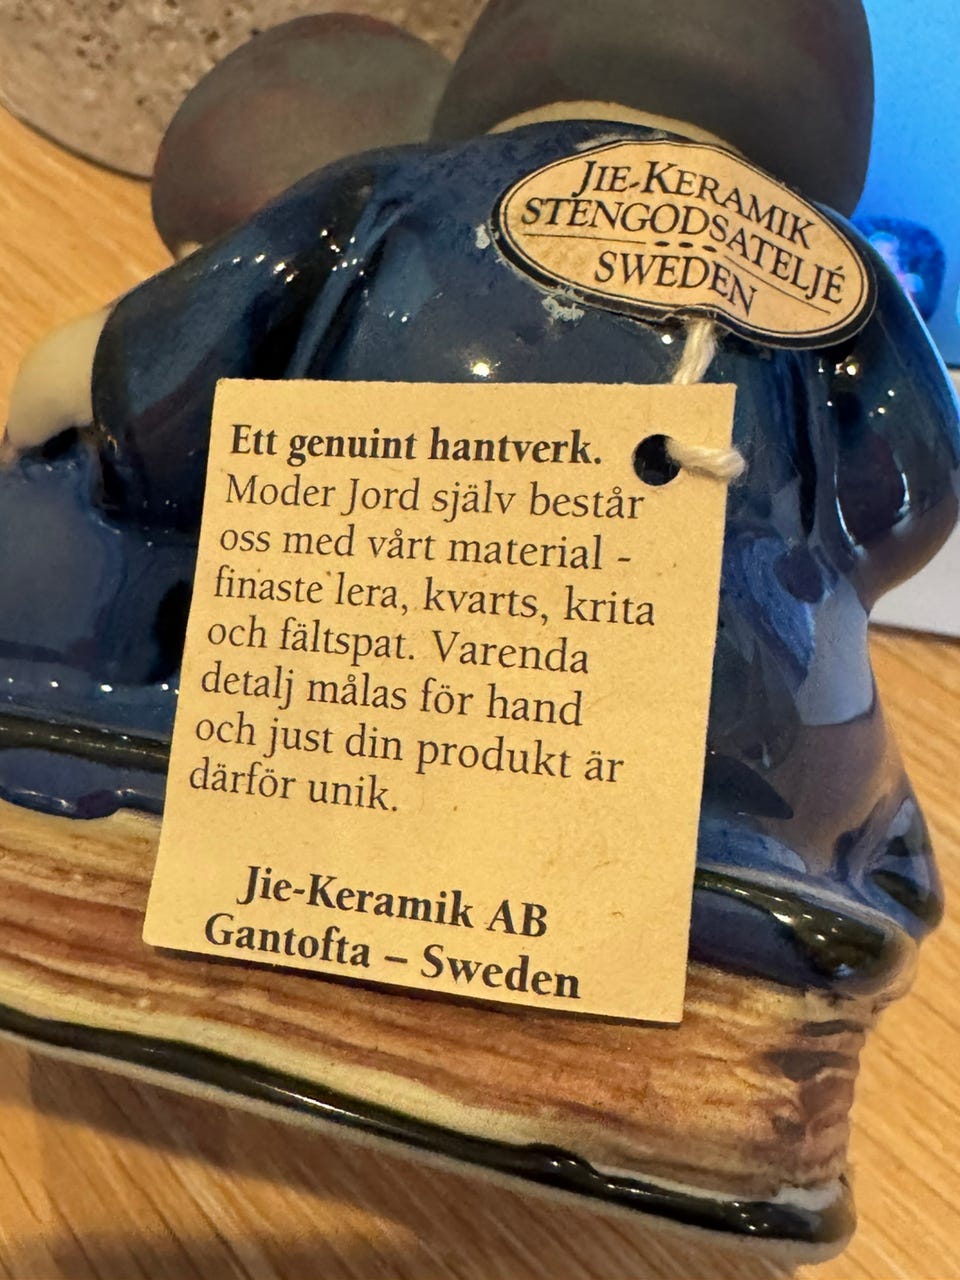 JIE-KERAMIK
STENGODSATELJÉ
SWEDEN
Ett genuint hantverk.
Moder Jord själv består
oss med vårt material -
finaste lera, kvarts, krita
och fältspat. Varenda
detalj målas för hand
och just din produkt är
därför unik.
Jie-Keramik AB
Gantofta – Sweden